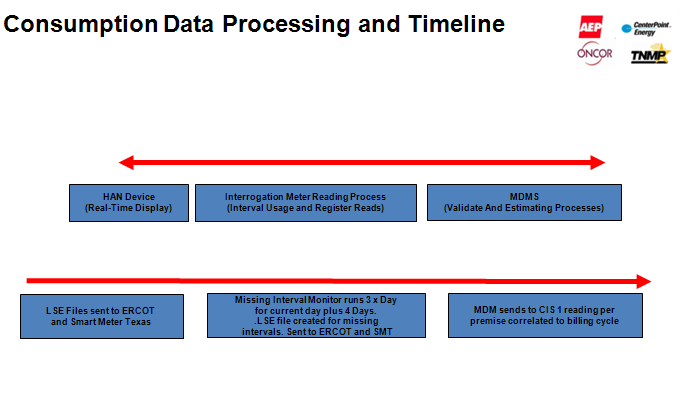 Consumption Data Processing and Timeline
AEP
CenterPoint.
Energy
ONCOR
TNMP
HAN Device
(Real-Time Display)
Interrogation Meter Reading Process
(Interval Usage and Register Reads)
MDMS
(Validate And Estimating Processes)
LSE Files sent to ERCOT
and Smart Meter Texas
Missing Interval Monitor runs 3 x Day
for current day plus 4 Days.
.LSE file created for missing
intervals. Sent to ERCOT and SMT
MDM sends to CIS 1 reading per
premise correlated to billing cycle